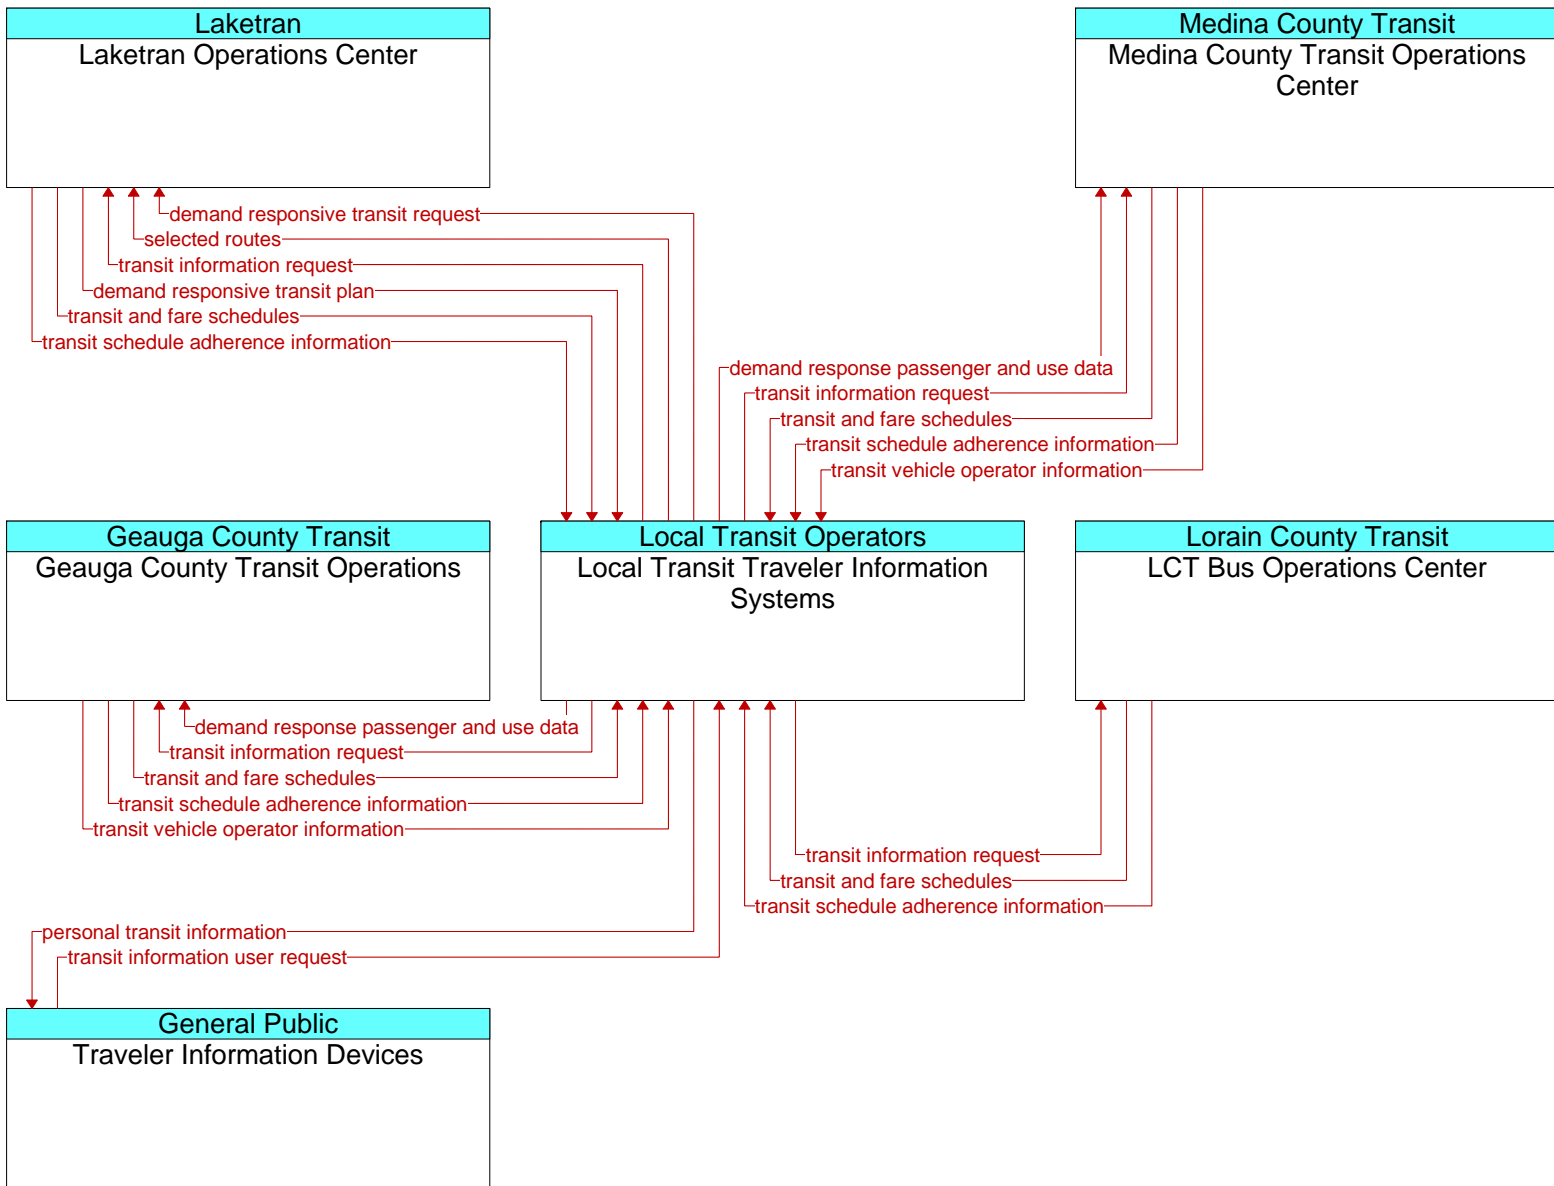 Laketran
Laketran Operations Center
Medina County Transit
Medina County Transit Operations
Center
demand responsive transit request
selected routes
transit information request
demand responsive transit plan
transit and fare schedules
transit schedule adherence information
demand response passenger and use data
transit information request
transit and fare schedules
transit schedule adherence information
transit vehicle operator information
Geauga County Transit
Geauga County Transit Operations
Local Transit Operators
Local Transit Traveler Information
Systems
Lorain County Transit
LCT Bus Operations Center
demand response passenger and use data
transit information request
transit and fare schedules
transit schedule adherence information
transit vehicle operator information
transit information request
transit and fare schedules
transit schedule adherence information
personal transit information
transit information user request
General Public
Traveler Information Devices